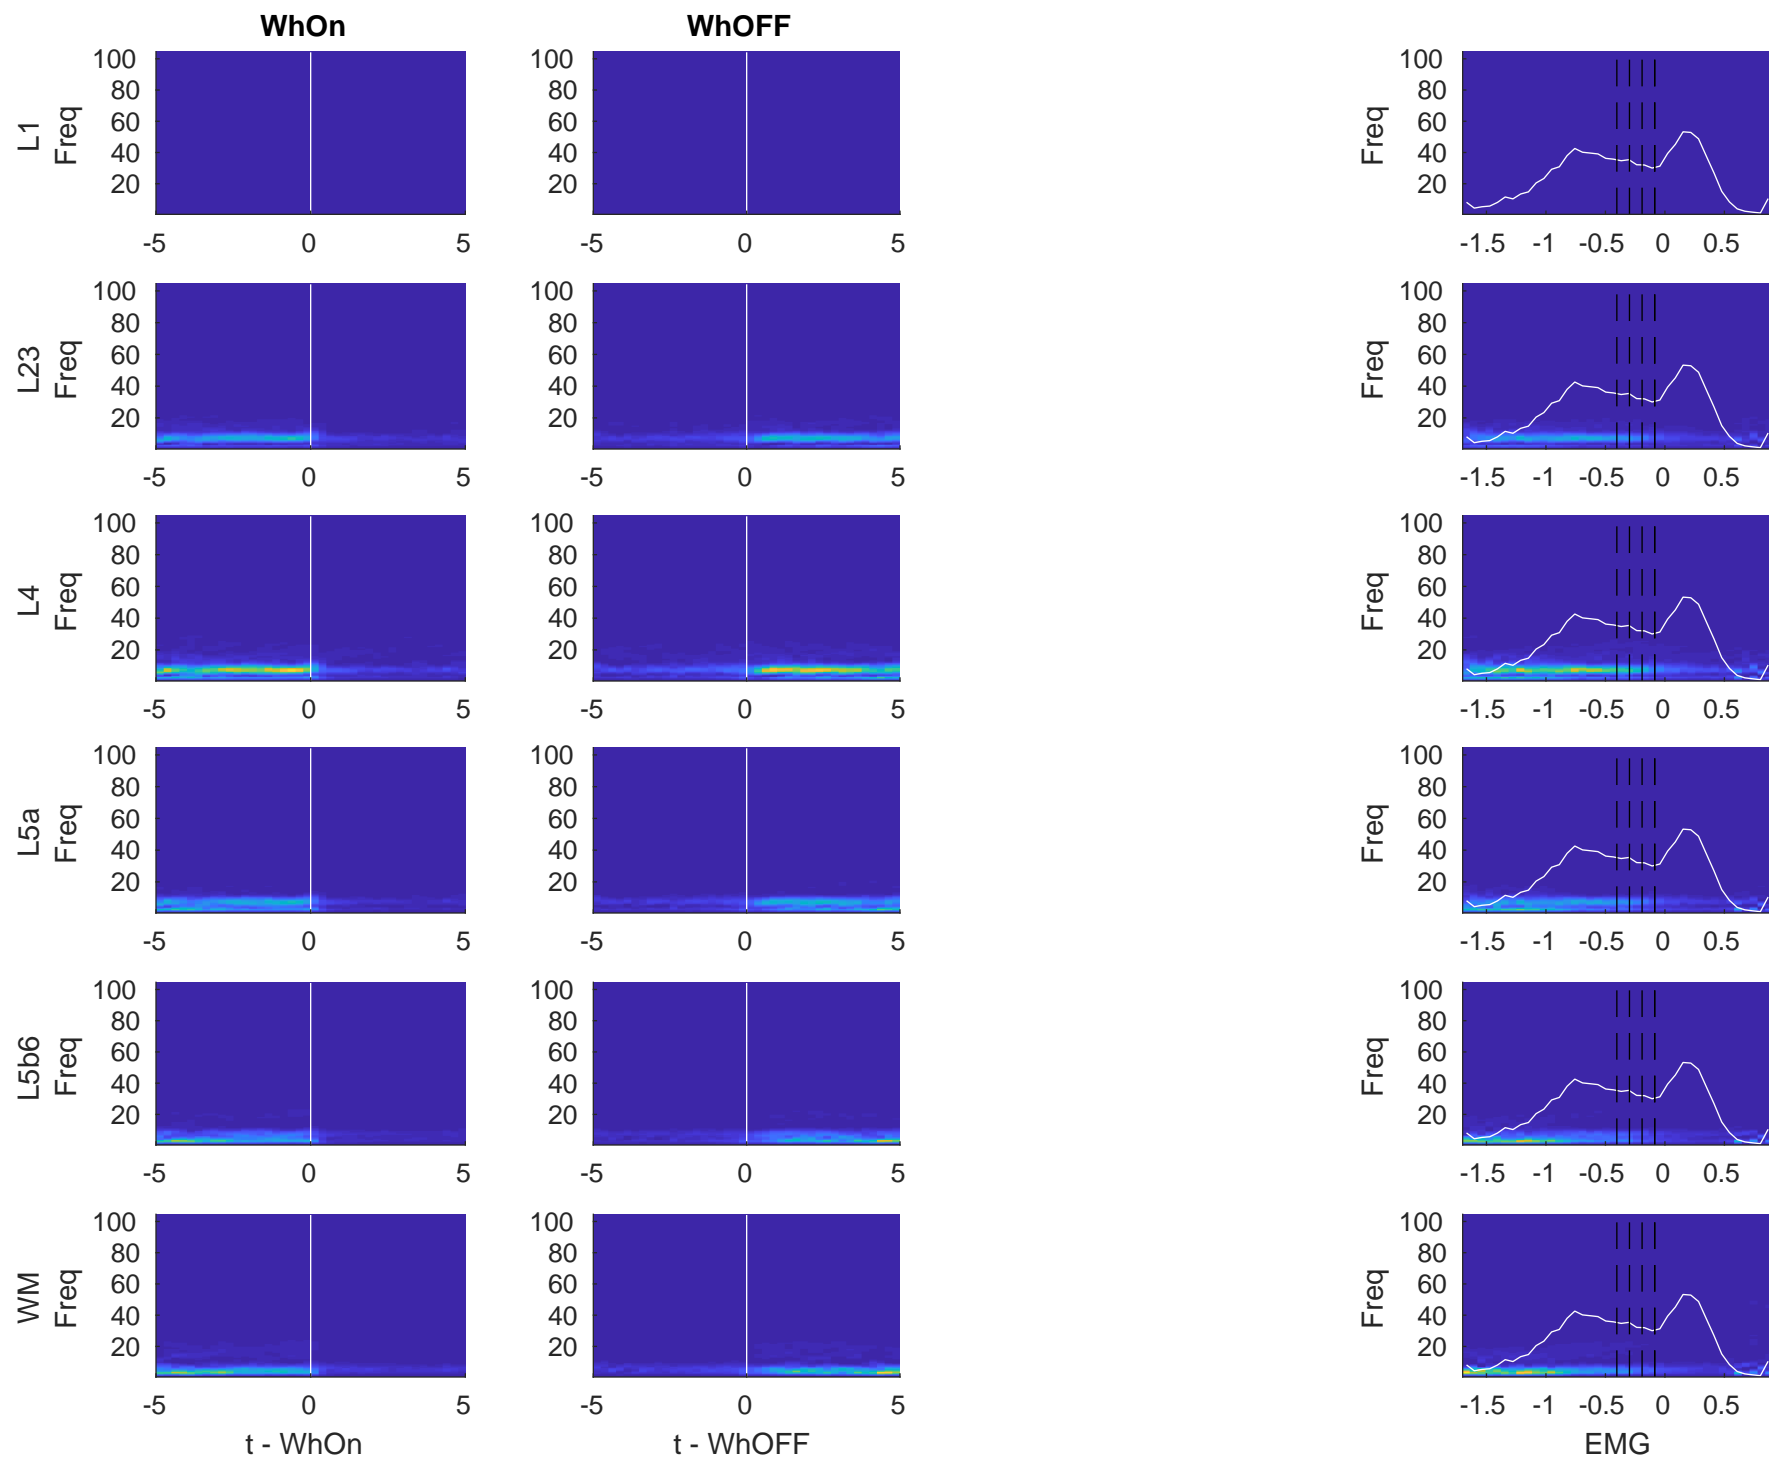 WhOn WhOFF
100 100 100
80 80 80
L1 Freq 60 60 Freq 60
40 40 40
20 20 20
-5 0 5 -5 0 5 -1.5 -1 -0.5 0 0.5
100 100 100
80 80 80
L23 Freq 60 60 Freq 60
40 40 40
20 20 20
-5 0 5 -5 0 5 -1.5 -1 -0.5 0 0.5
100 100 100
80 80 80
L4 Freq 60 60 Freq 60
40 40 40
20 20 20
-5 0 5 -5 0 5 -1.5 -1 -0.5 0 0.5
100 100 100
80 80 80
L5a Freq 60 60 Freq 60
40 40 40
20 20 20
-5 0 5 -5 0 5 -1.5 -1 -0.5 0 0.5
100 100 100
80 80 80
L5b6 Freq 60 60 Freq 60
40 40 40
20 20 20
-5 0 5 -5 0 5 -1.5 -1 -0.5 0 0.5
100 100 100
80 80 80
WM Freq 60 60 Freq 60
40 40 40
20 20 20
-5 0 5 -5 0 5 -1.5 -1 -0.5 0 0.5
t - WhOn t - WhOFF EMG